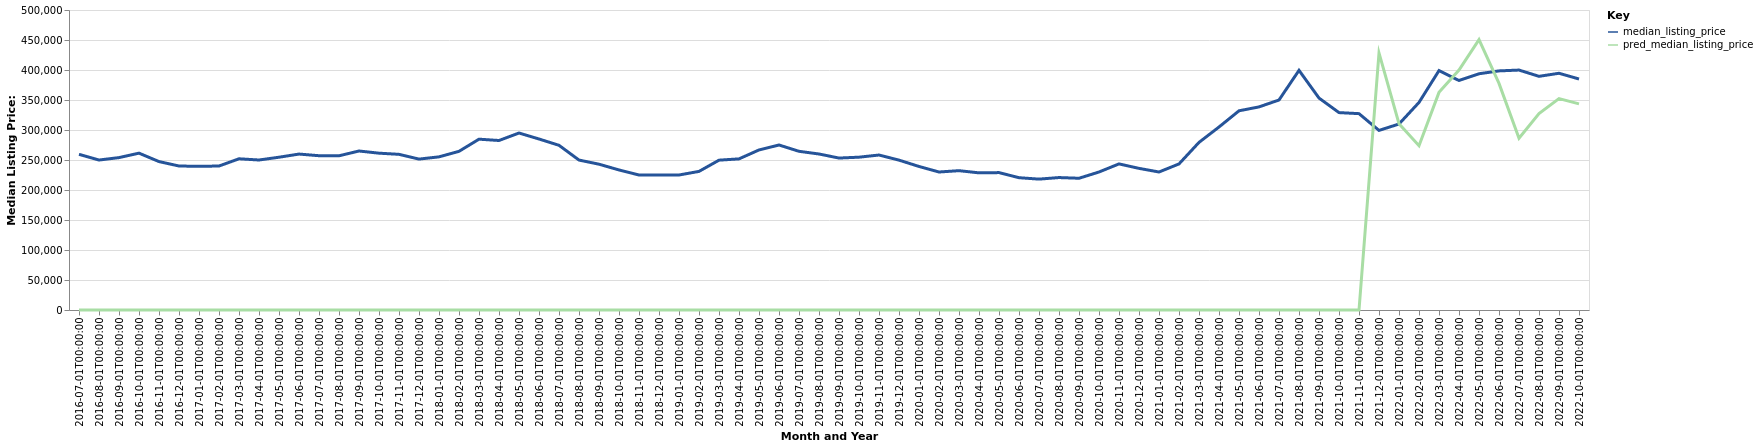 500,000
450,000
400,000
350,000
300,000
250,000
200,000
150,000
100,000
50,000
0
Median Listing Price:
2016-07-01T00:00:00
2016-08-01T00:00:00
2016-09-01T00:00:00
2016-10-01T00:00:00
2016-11-01T00:00:00
2016-12-01T00:00:00
2017-01-01T00:00:00
2017-02-01T00:00:00
2017-03-01T00:00:00
2017-04-01T00:00:00
2017-05-01T00:00:00
2017-06-01T00:00:00
2017-07-01T00:00:00
2017-08-01T00:00:00
2017-09-01T00:00:00
2017-10-01T00:00:00
2017-11-01T00:00:00
2017-12-01T00:00:00
2018-01-01T00:00:00
2018-02-01T00:00:00
2018-03-01T00:00:00
2018-04-01T00:00:00
2018-05-01T00:00:00
2018-06-01T00:00:00
2018-07-01T00:00:00
2018-08-01T00:00:00
2018-09-01T00:00:00
2018-10-01T00:00:00
2018-11-01T00:00:00
2018-12-01T00:00:00
2019-01-01T00:00:00
2019-02-01T00:00:00
2019-03-01T00:00:00
2019-04-01T00:00:00
2019-05-01T00:00:00
2019-06-01T00:00:00
2019-07-01T00:00:00
2019-08-01T00:00:00
2019-09-01T00:00:00
2019-10-01T00:00:00
2019-11-01T00:00:00
2019-12-01T00:00:00
2020-01-01T00:00:00
2020-02-01T00:00:00
2020-03-01T00:00:00
2020-04-01T00:00:00
2020-05-01T00:00:00
2020-06-01T00:00:00
2020-07-01T00:00:00
2020-08-01T00:00:00
2020-09-01T00:00:00
2020-10-01T00:00:00
2020-11-01T00:00:00
2020-12-01T00:00:00
2021-01-01T00:00:00
2021-02-01T00:00:00
2021-03-01T00:00:00
2021-04-01T00:00:00
2021-05-01T00:00:00
2021-06-01T00:00:00
2021-07-01T00:00:00
2021-08-01T00:00:00
2021-09-01T00:00:00
2021-10-01T00:00:00
2021-11-01T00:00:00
2021-12-01T00:00:00
2022-01-01T00:00:00
2022-02-01T00:00:00
2022-03-01T00:00:00
2022-04-01T00:00:00
2022-05-01T00:00:00
2022-06-01T00:00:00
2022-07-01T00:00:00
2022-08-01T00:00:00
2022-09-01T00:00:00
2022-10-01T00:00:00
Month and Year
Key
median_listing_price
pred_median_listing_price